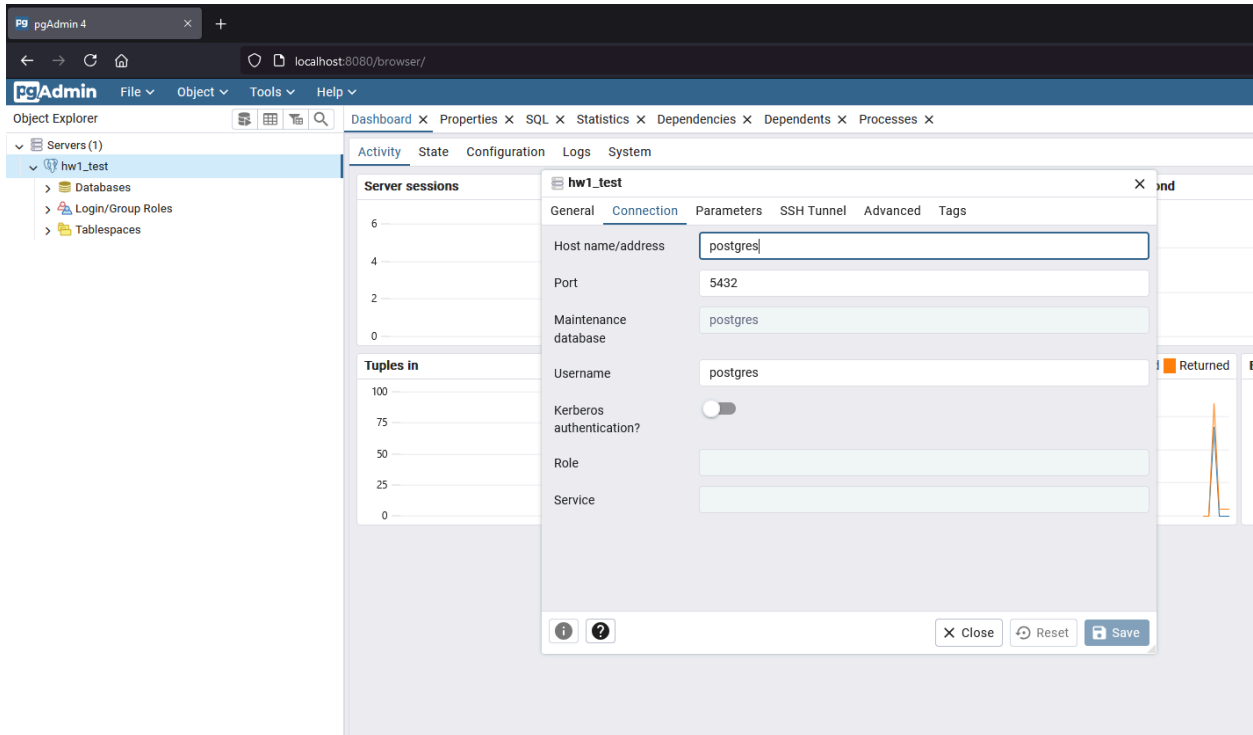 pgAdmin 4
localhost:8080/browser/
pgAdmin File Object Tools Help
Object Explorer
Dashboard Properties SQL Statistics Dependencies Dependents Processes
Servers (1)
hw1_test
Databases
Login/Group Roles
Tablespaces
Activity State Configuration Logs System
Server sessions
6
4
2
0
Tuples in
100
75
50
25
0
Returned
hw1_test
General Connection Parameters SSH Tunnel Advanced Tags
Host name/address postgres
Port 5432
Maintenance
database postgres
Username postgres
Kerberos
authentication?
Role
Service
Close Reset Save